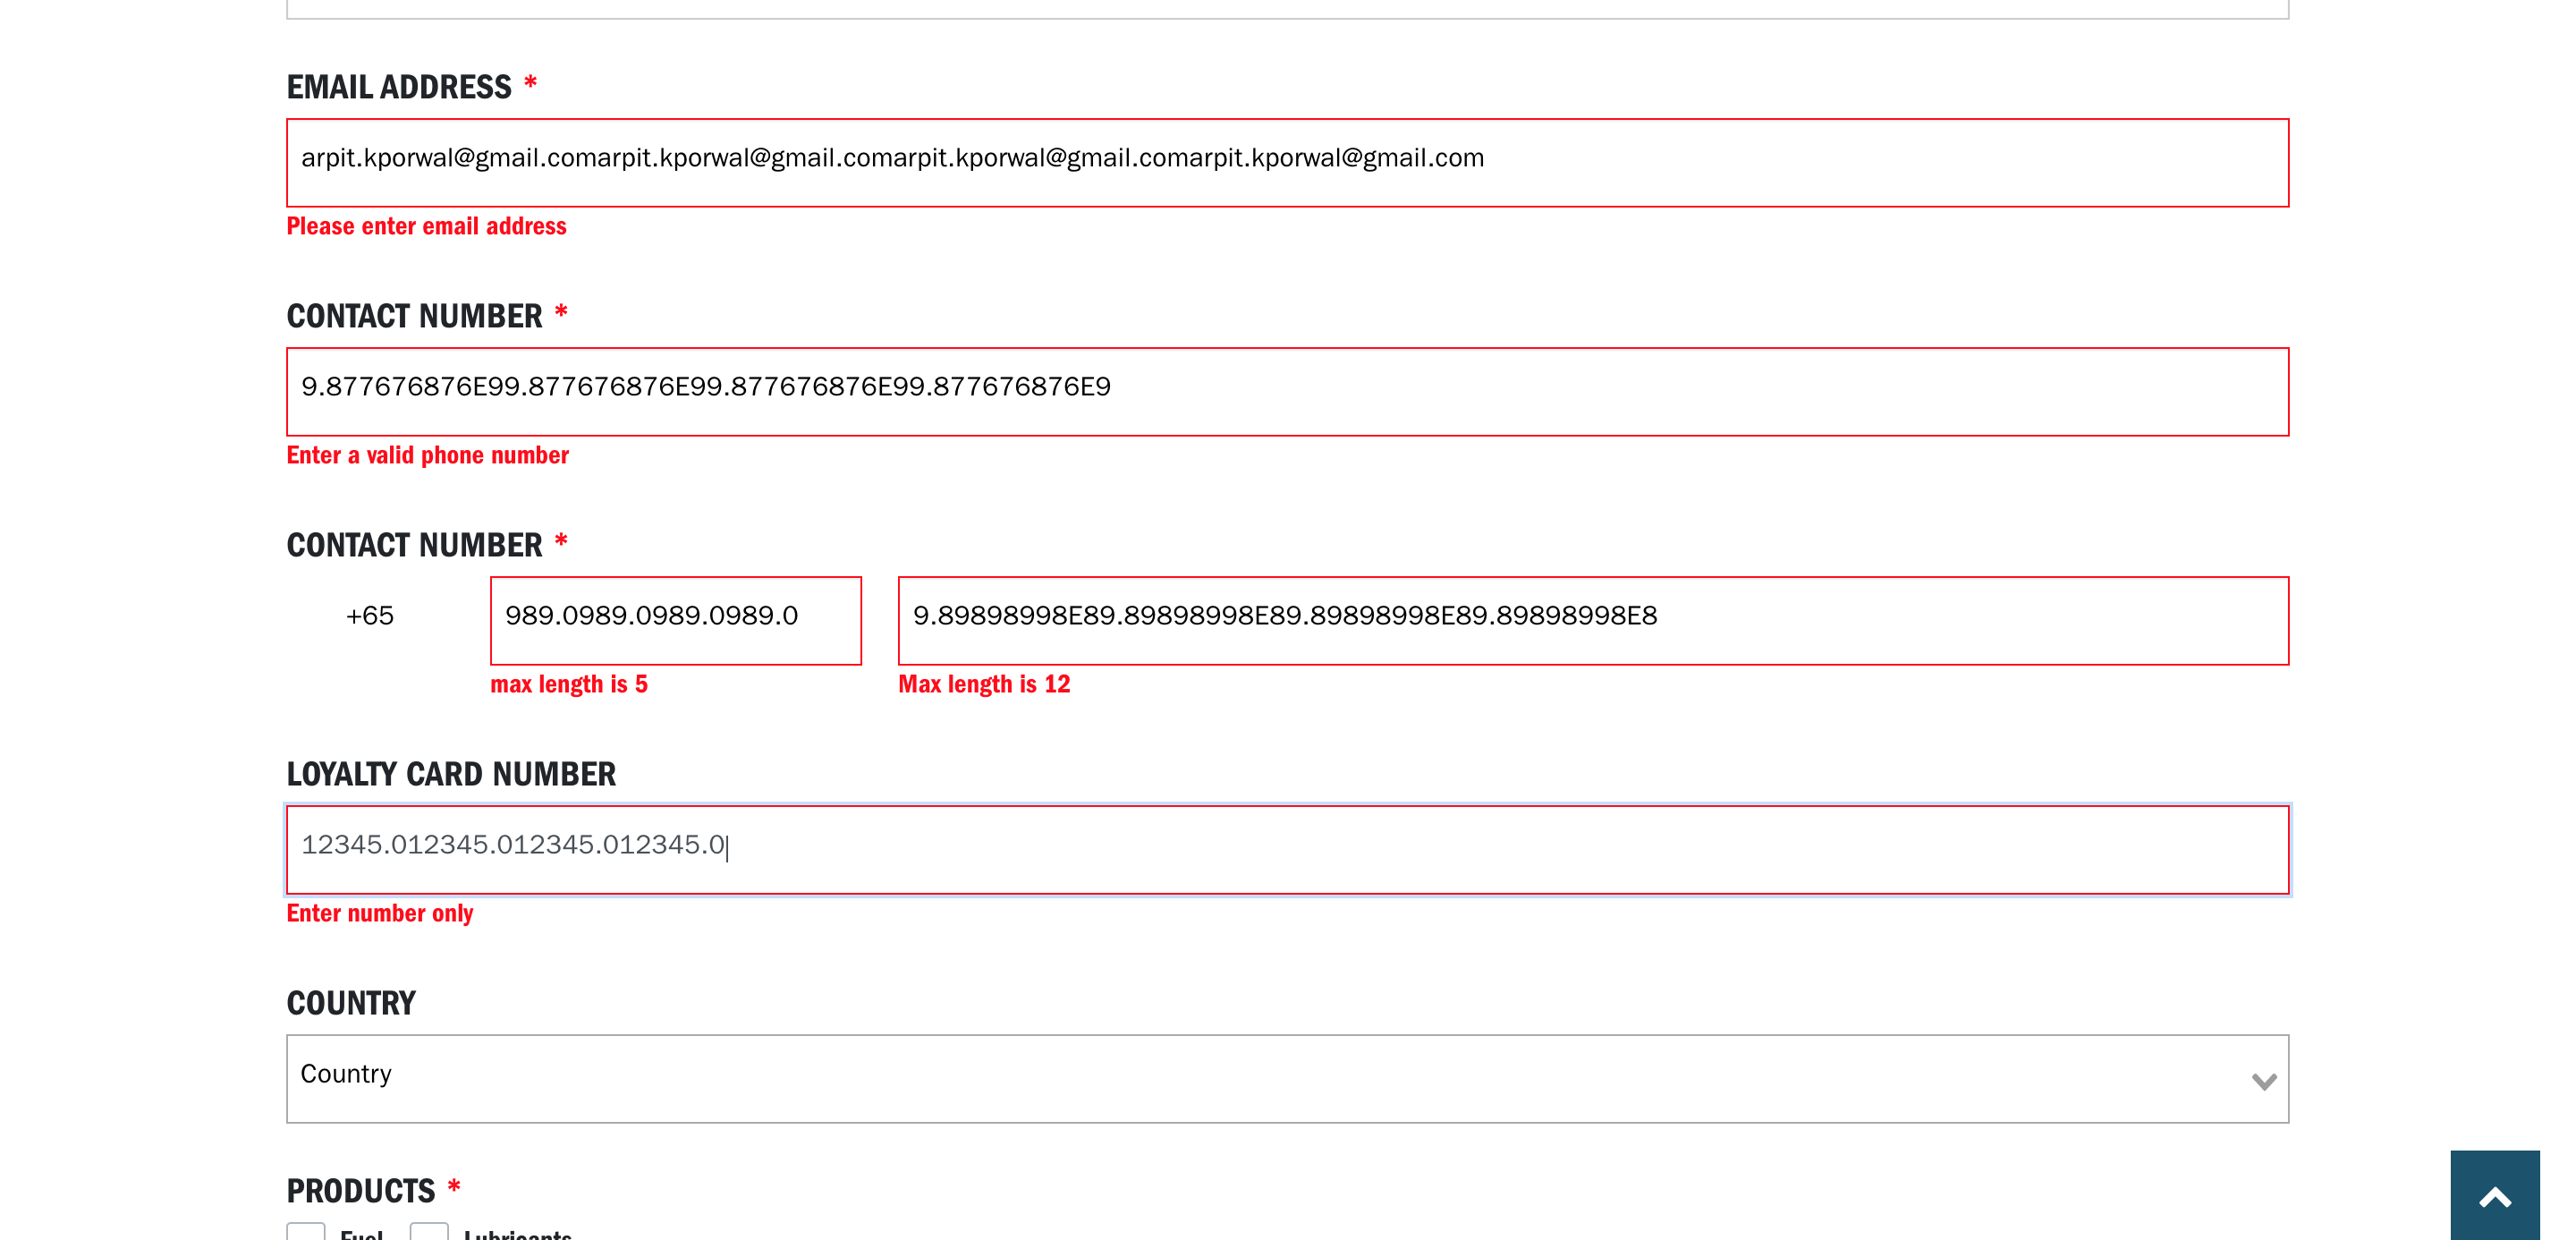 EMAIL ADDRESS *
arpit.kporwal@gmail.comarpit.kporwal@gmail.comarpit.kporwal@gmail.comarpit.kporwal@gmail.com
Please enter email address
CONTACT NUMBER *
9.877676876E99.877676876E99.877676876E99.877676876E9
Enter a valid phone number
CONTACT NUMBER *
+65 989.0989.0989.0989.0 9.89898998E89.89898998E89.89898998E89.89898998E8
max length is 5 Max length is 12
LOYALTY CARD NUMBER
12345.012345.012345.012345.0
Enter number only
COUNTRY
Country
PRODUCTS *
Fuel Lubricants